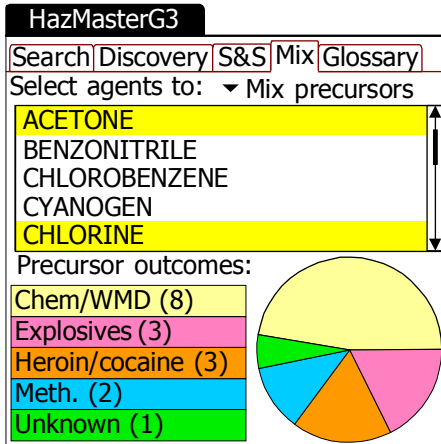 HazMasterG3
Search Discovery S&S Mix Glossary
Select agents to: Mix precursors
ACETONE
BENZONITRILE
CHLOROBENZENE
CYANOGEN
CHLORINE
Precursor outcomes:
Chem/WMD (8)
Explosives (3)
Heroin/cocaine (3)
Meth. (2)
Unknown (1)